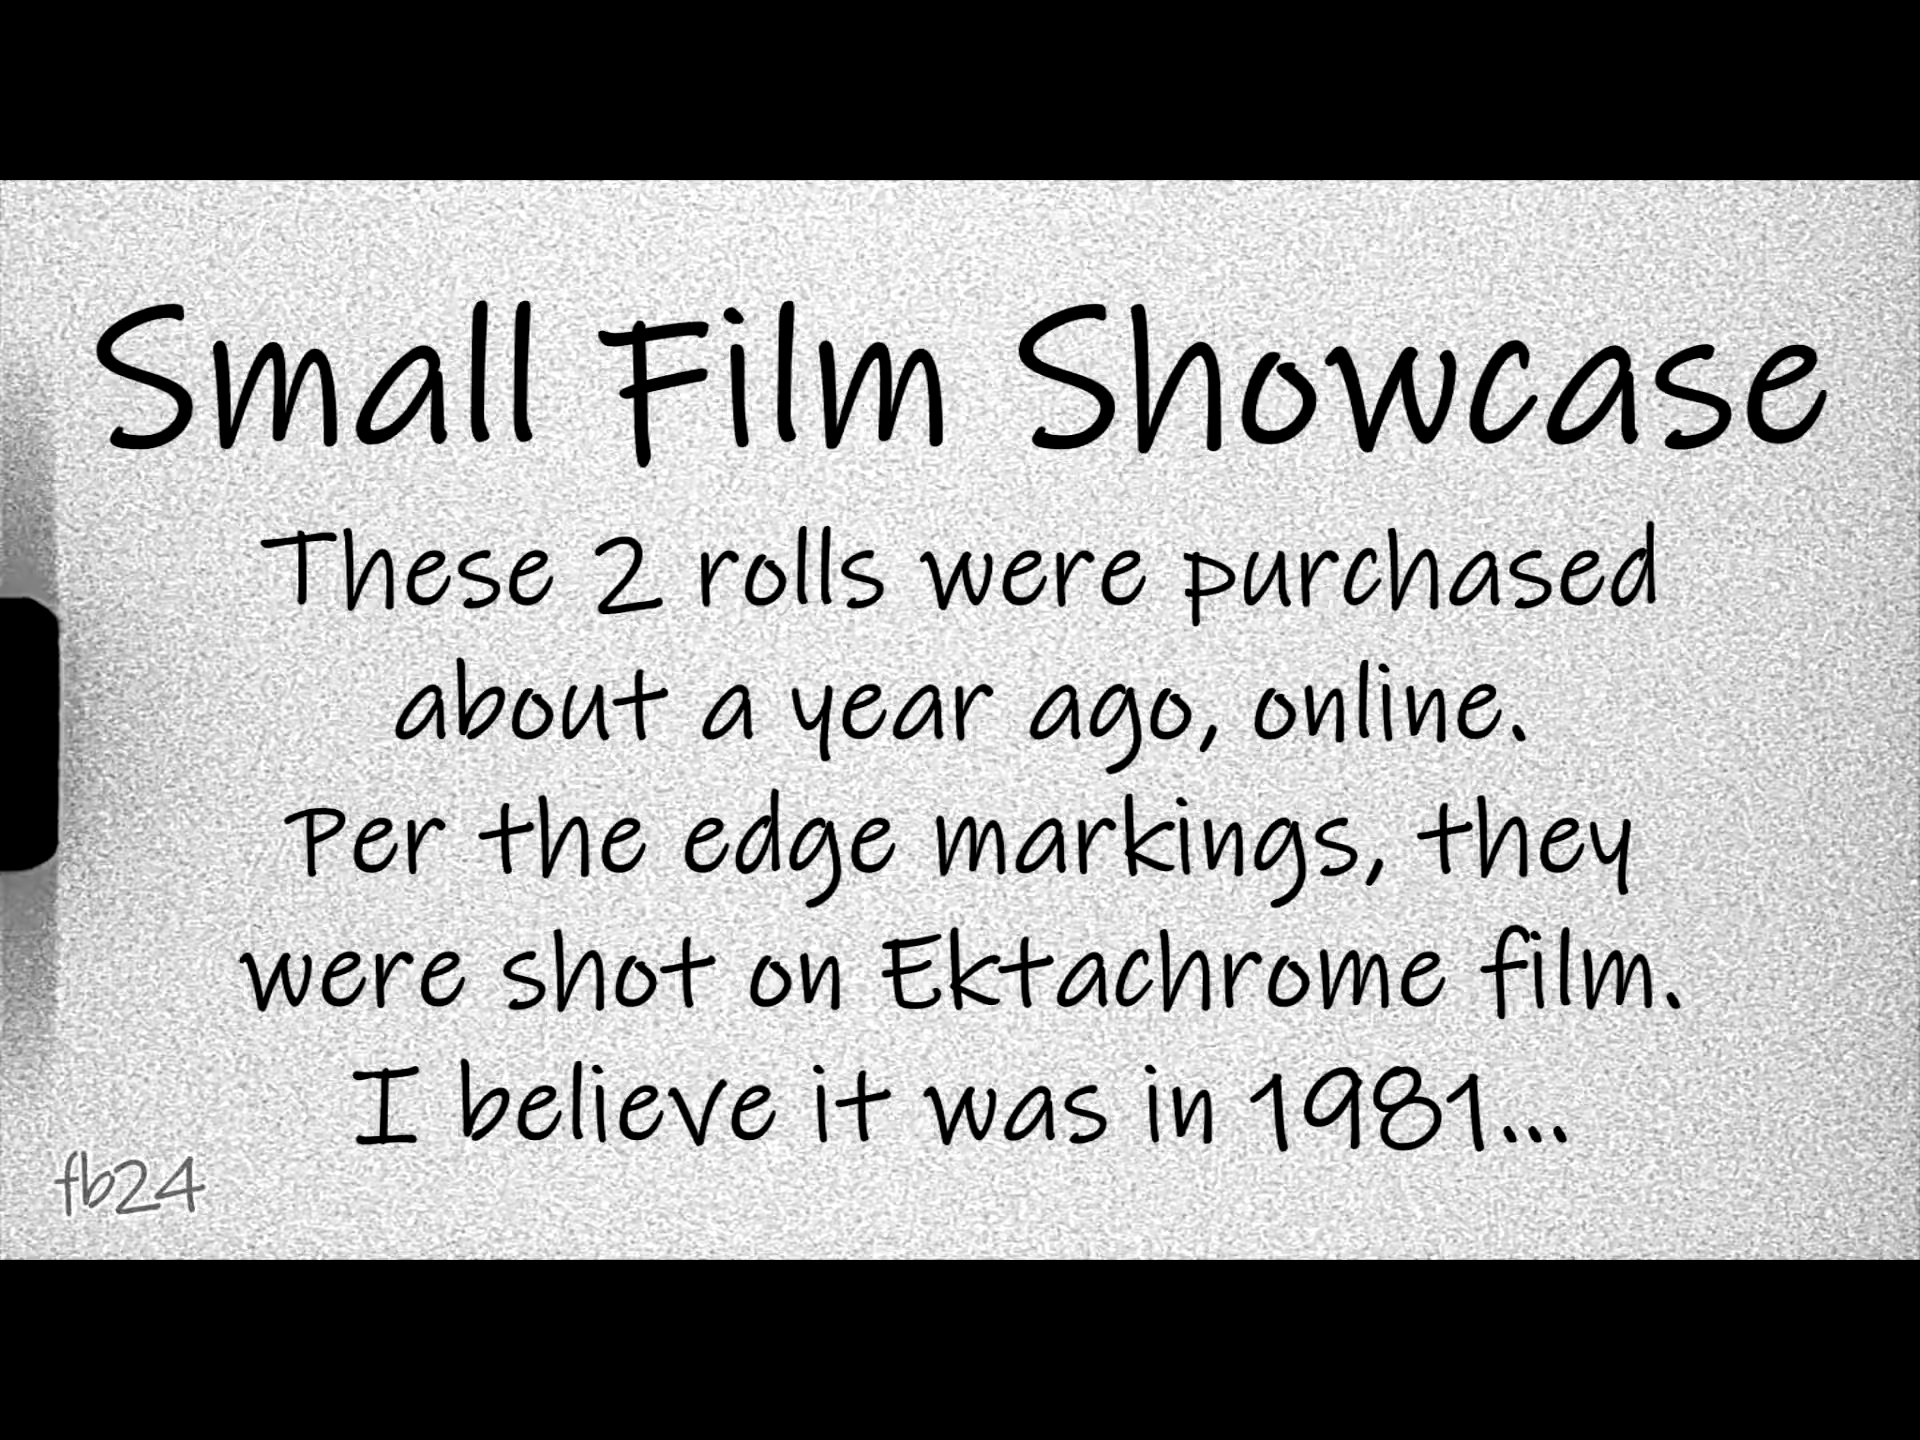 Small Film Showcase
These 2 rolls were purchased
about a year ago, online.
Per the edge markings, they
were shot on Ektachrome film.
I believe it was in 1981...
fb24